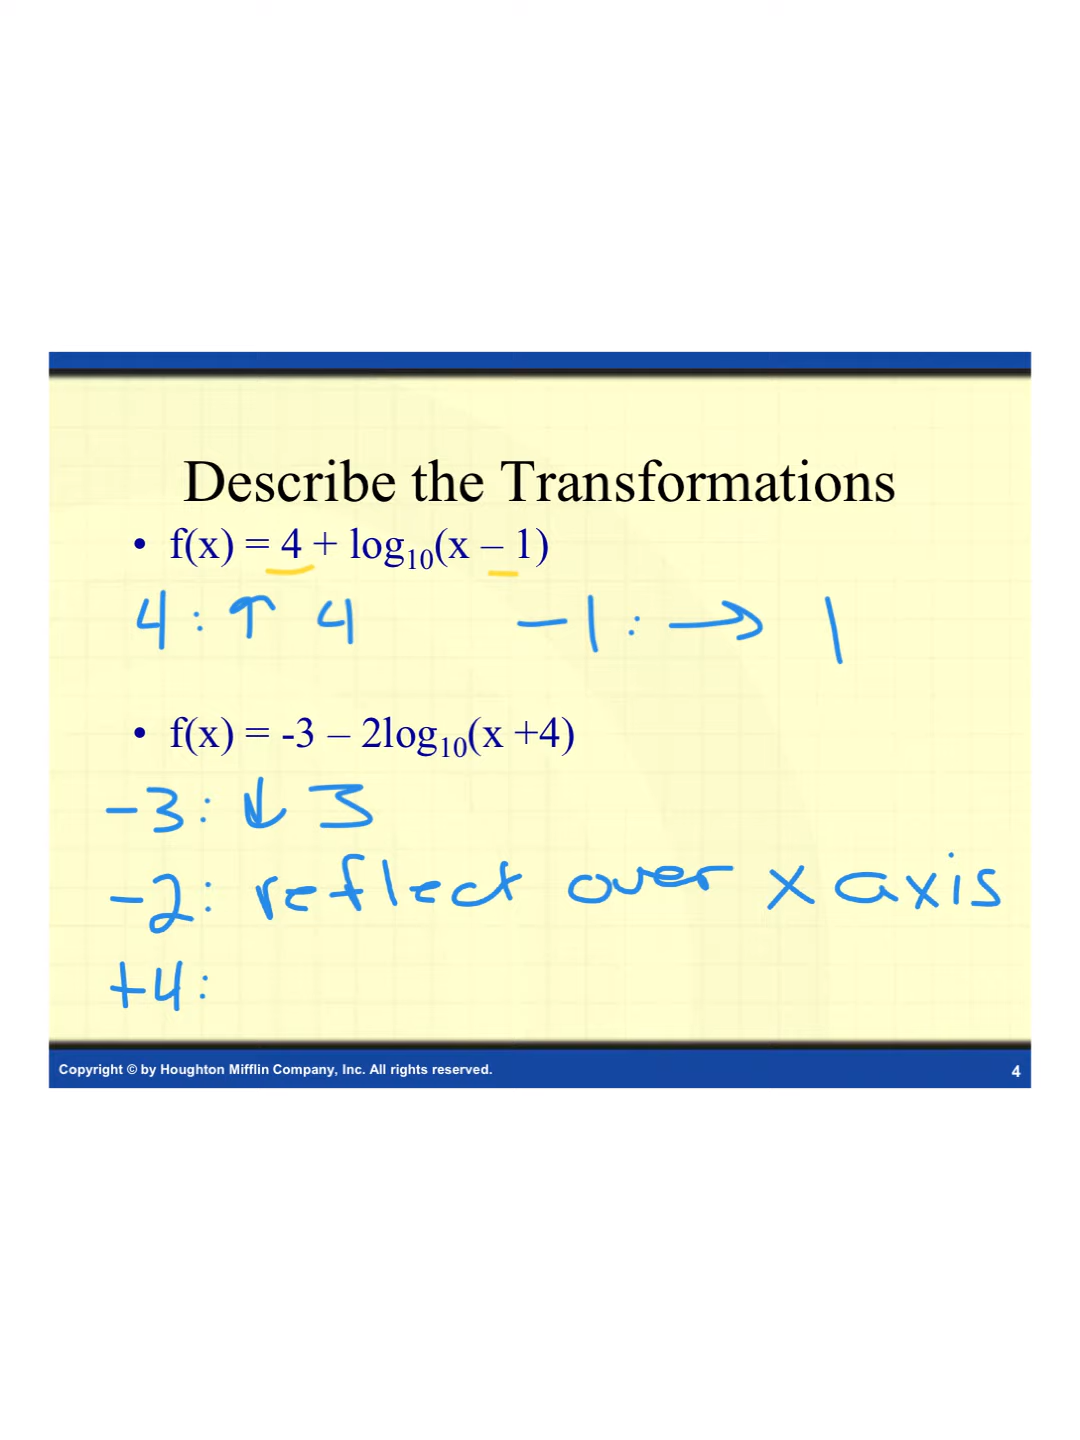 Describe the Transformations
• f(x) = 4 + log₁₀(x – 1)
4: ↑ 4 −1: → 1
• f(x) = -3 – 2log₁₀(x +4)
−3: ↓ 3
−2: reflect over x axis
+4:
Copyright © by Houghton Mifflin Company, Inc. All rights reserved. 4